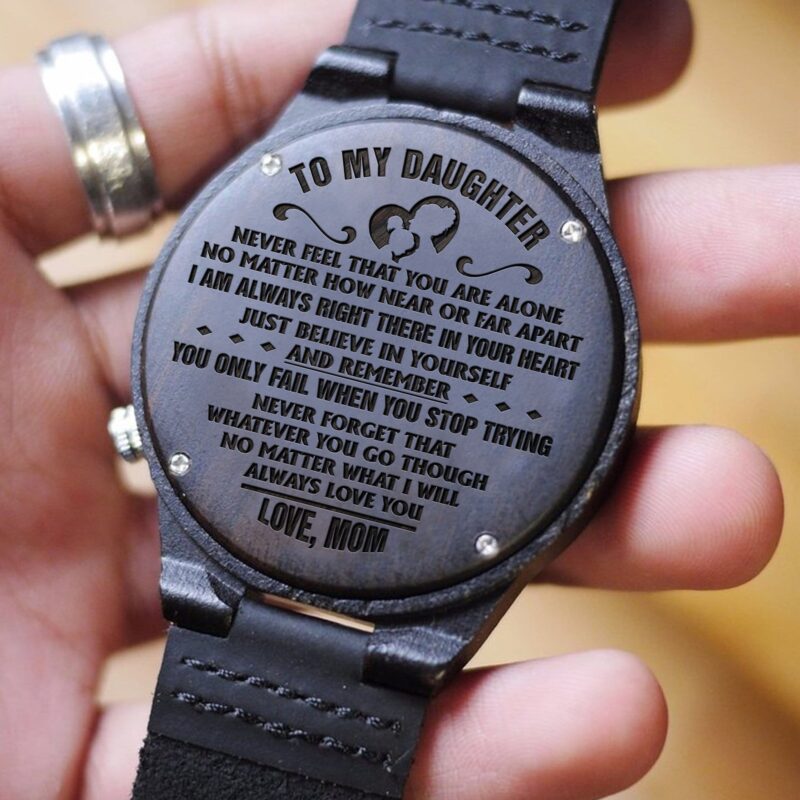 TO MY DAUGHTER
NEVER FEEL THAT YOU ARE ALONE
NO MATTER HOW NEAR OR FAR APART
I AM ALWAYS RIGHT THERE IN YOUR HEART
JUST BELIEVE IN YOURSELF
AND REMEMBER
YOU ONLY FAIL WHEN YOU STOP TRYING
NEVER FORGET THAT
WHATEVER YOU GO THOUGH
NO MATTER WHAT I WILL
ALWAYS LOVE YOU
LOVE, MOM